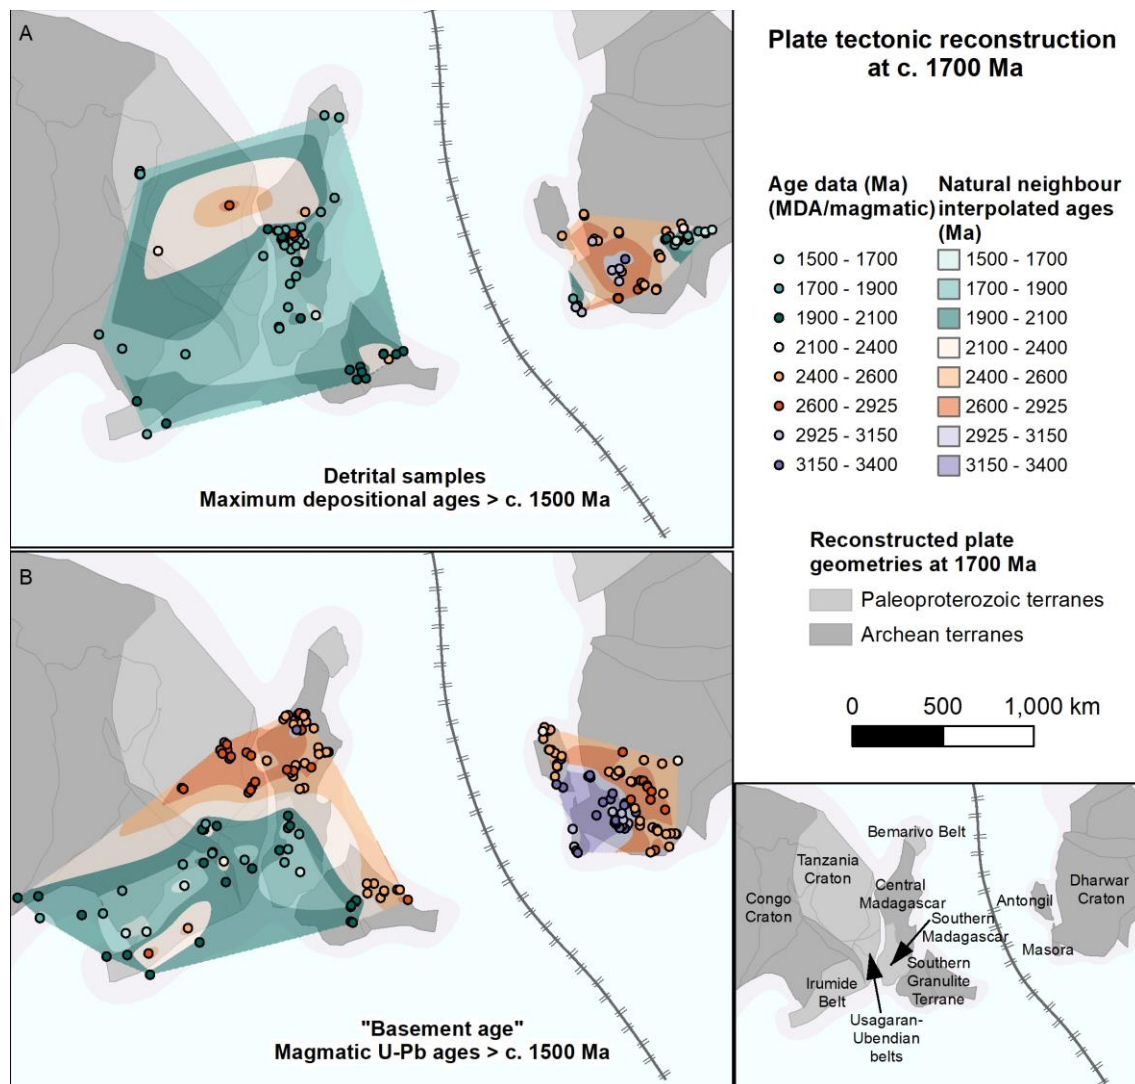 A
Detrital samples
Maximum depositional ages > c. 1500 Ma
B
"Basement age"
Magmatic U-Pb ages > c. 1500 Ma
Plate tectonic reconstruction
at c. 1700 Ma
Age data (Ma)
(MDA/magmatic)
1500 - 1700
1700 - 1900
1900 - 2100
2100 - 2400
2400 - 2600
2600 - 2925
2925 - 3150
3150 - 3400
Natural neighbour
interpolated ages
(Ma)
1500 - 1700
1700 - 1900
1900 - 2100
2100 - 2400
2400 - 2600
2600 - 2925
2925 - 3150
3150 - 3400
Reconstructed plate
geometries at 1700 Ma
Paleoproterozoic terranes
Archean terranes
0 500 1,000 km
Bemarivo Belt
Tanzania
Craton
Congo
Craton
Central
Madagascar
Antongil
Dharwar
Craton
Southern
Madagascar
Masora
Southern
Granulite
Terrane
Irumide
Belt
Usagaran-
Ubendian
belts